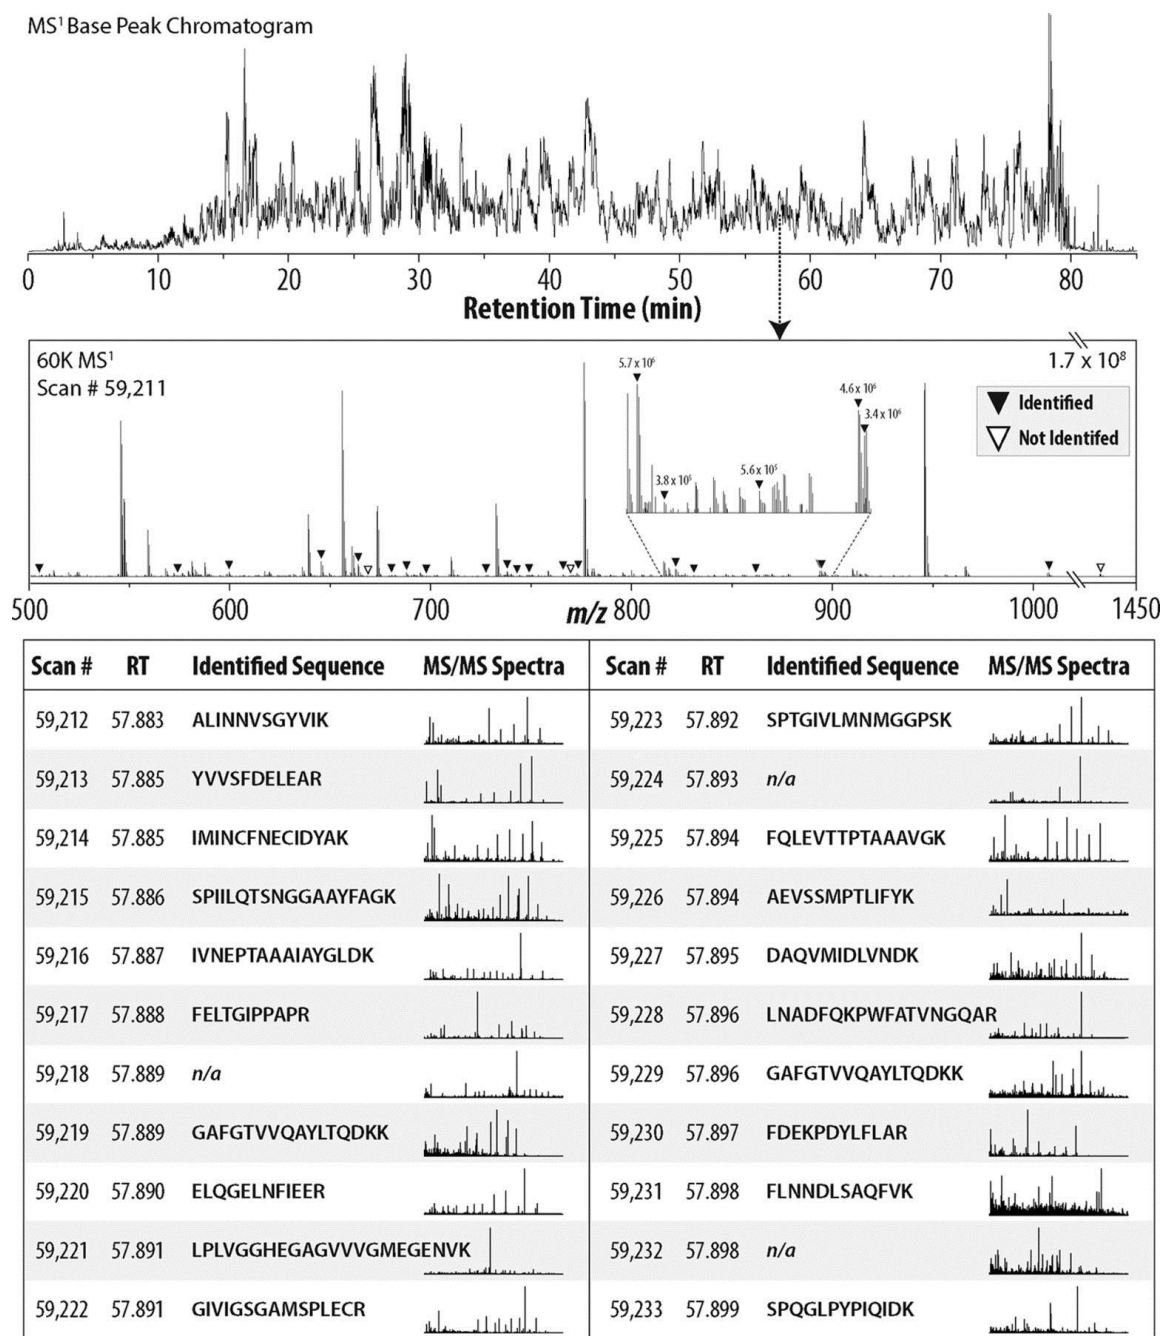 MS¹ Base Peak Chromatogram
0 10 20 30 40 50 60 70 80
Retention Time (min)
60K MS¹
Scan # 59,211
1.7 x 10⁸
Identified
Not Identifed
5.7 x 10⁶
3.8 x 10⁵
5.6 x 10⁵
4.6 x 10⁶
3.4 x 10⁶
500 600 700 m/z 800 900 1000 1450
Scan # RT Identified Sequence MS/MS Spectra
59,212 57.883 ALINNVSGYVIK
59,213 57.885 YVVSFDELEAR
59,214 57.885 IMINCFNECIDYAK
59,215 57.886 SPIILQTSNGGAAYFAGK
59,216 57.887 IVNEPTAAAIAYGLDK
59,217 57.888 FELTGIPPAPR
59,218 57.889 n/a
59,219 57.889 GAFGTVVQAYLTQDKK
59,220 57.890 ELQGELNFIEER
59,221 57.891 LPLVGGHEGAGVVVGMEGENVK
59,222 57.891 GIVIGSGAMSPLECR
Scan # RT Identified Sequence MS/MS Spectra
59,223 57.892 SPTGIVLMNMGGPSK
59,224 57.893 n/a
59,225 57.894 FQLEVTTPTAAAVGK
59,226 57.894 AEVSSMPTLIFYK
59,227 57.895 DAQVMIDLVNDK
59,228 57.896 LNADFQKPWFATVNGQAR
59,229 57.896 GAFGTVVQAYLTQDKK
59,230 57.897 FDEKPDYLFLAR
59,231 57.898 FLNNDLSAQFVK
59,232 57.898 n/a
59,233 57.899 SPQGLPYPIQIDK